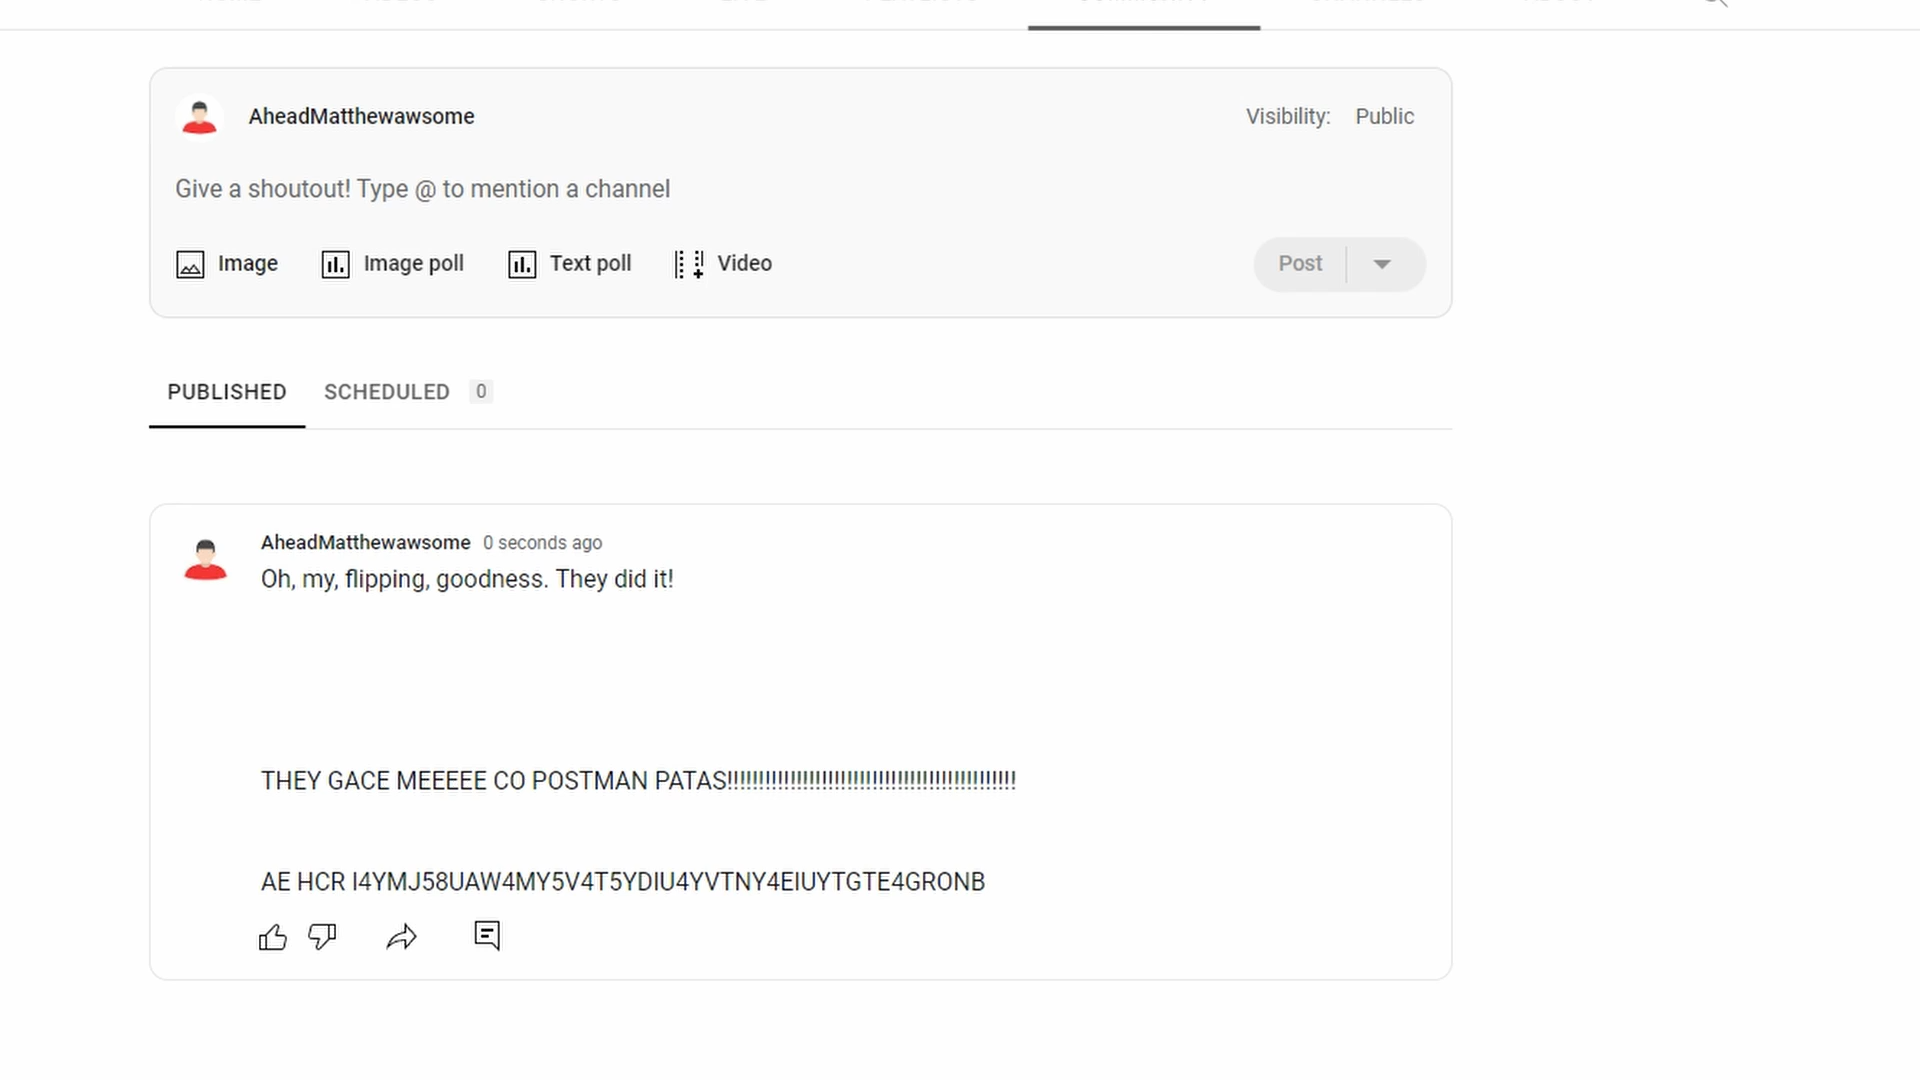 AheadMatthewawsome
Visibility: Public
Give a shoutout! Type @ to mention a channel
Image
Image poll
Text poll
Video
Post
PUBLISHED
SCHEDULED 0
AheadMatthewawsome 0 seconds ago
Oh, my, flipping, goodness. They did it!
THEY GACE MEEEEE CO POSTMAN PATAS!!!!!!!!!!!!!!!!!!!!!!!!!!!!!!!!!!!!!!!!!!!!!!
AE HCR I4YMJ58UAW4MY5V4T5YDIU4YVTNY4EIUYTGTE4GRONB